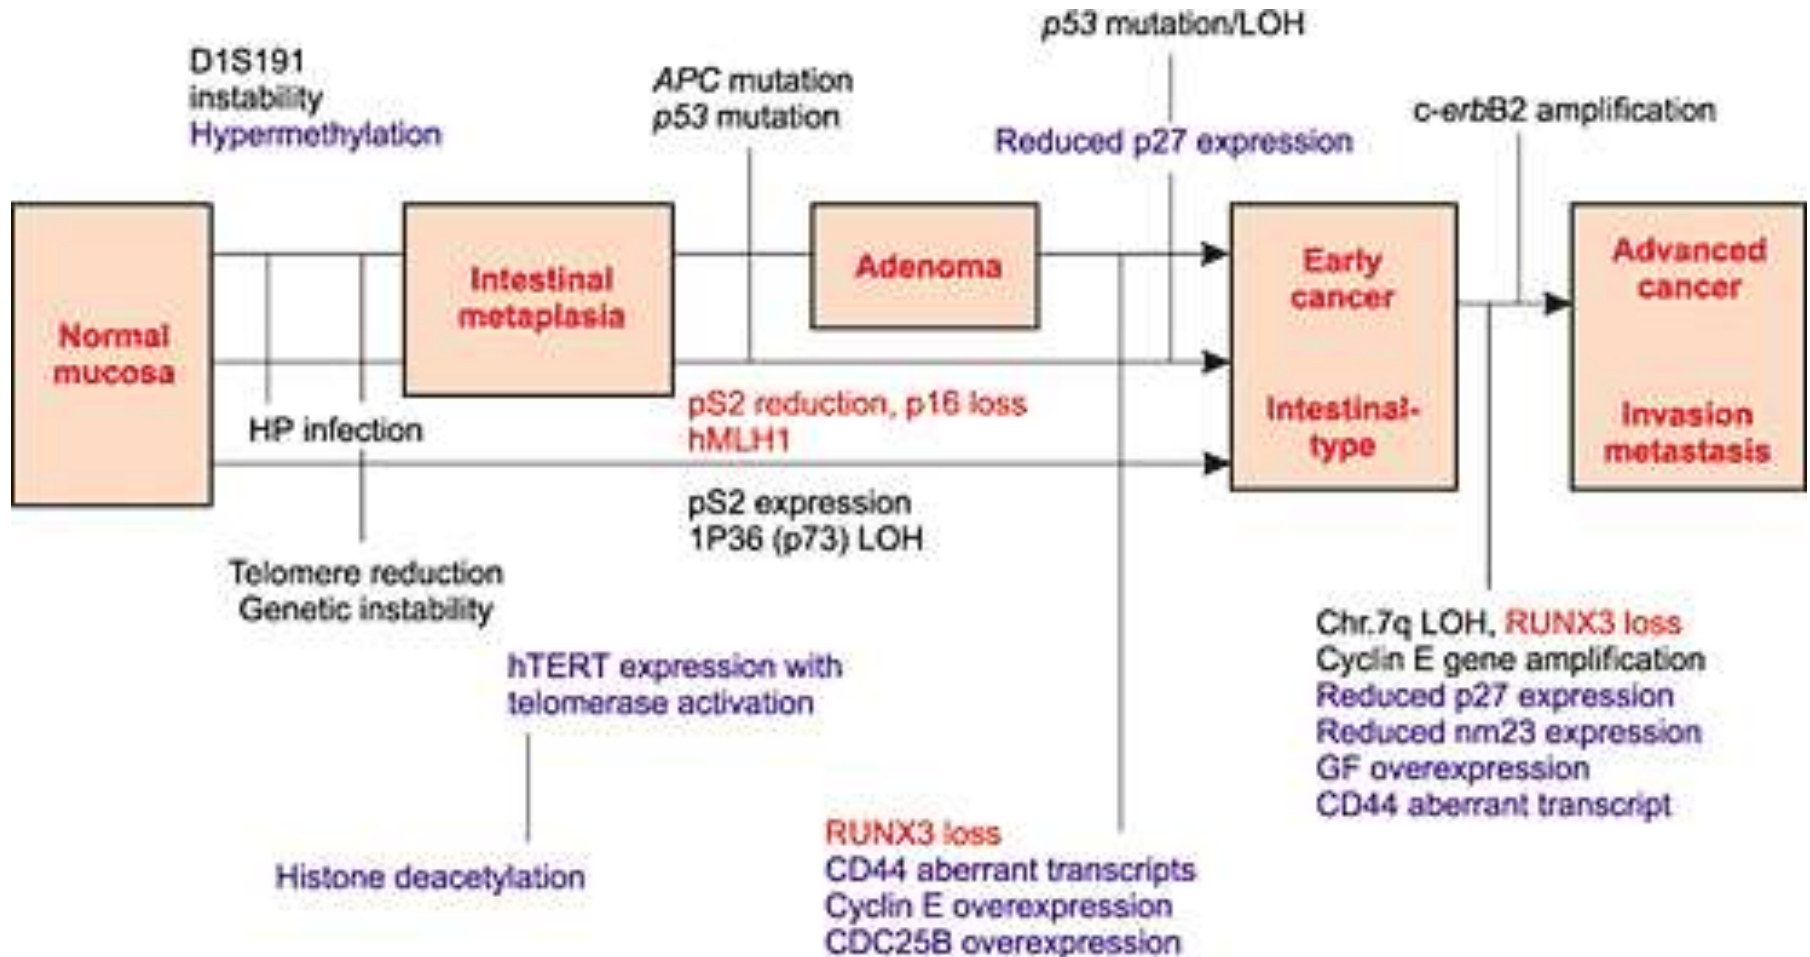 p53 mutation/LOH
D1S191
instability
Hypermethylation
APC mutation
p53 mutation
Reduced p27 expression
c-erbB2 amplification
Normal
mucosa
Intestinal
metaplasia
Adenoma
Early
cancer
Intestinal-
type
Advanced
cancer
Invasion
metastasis
HP infection
pS2 reduction, p16 loss
hMLH1
pS2 expression
1P36 (p73) LOH
Telomere reduction
Genetic instability
hTERT expression with
telomerase activation
Histone deacetylation
RUNX3 loss
CD44 aberrant transcripts
Cyclin E overexpression
CDC25B overexpression
Chr.7q LOH, RUNX3 loss
Cyclin E gene amplification
Reduced p27 expression
Reduced nm23 expression
GF overexpression
CD44 aberrant transcript